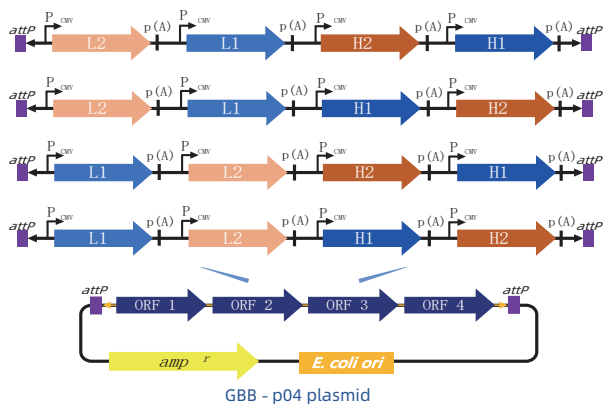 attP P CMV L2 p(A) P CMV L1 p(A) P CMV H2 p(A) P CMV H1 p(A) attP
attP P CMV L2 p(A) P CMV L1 p(A) P CMV H1 p(A) P CMV H2 p(A) attP
attP P CMV L1 p(A) P CMV L2 p(A) P CMV H2 p(A) P CMV H1 p(A) attP
attP P CMV L1 p(A) P CMV L2 p(A) P CMV H1 p(A) P CMV H2 p(A) attP
attP ORF 1 ORF 2 ORF 3 ORF 4 attP
amp r E. coli ori
GBB - p04 plasmid